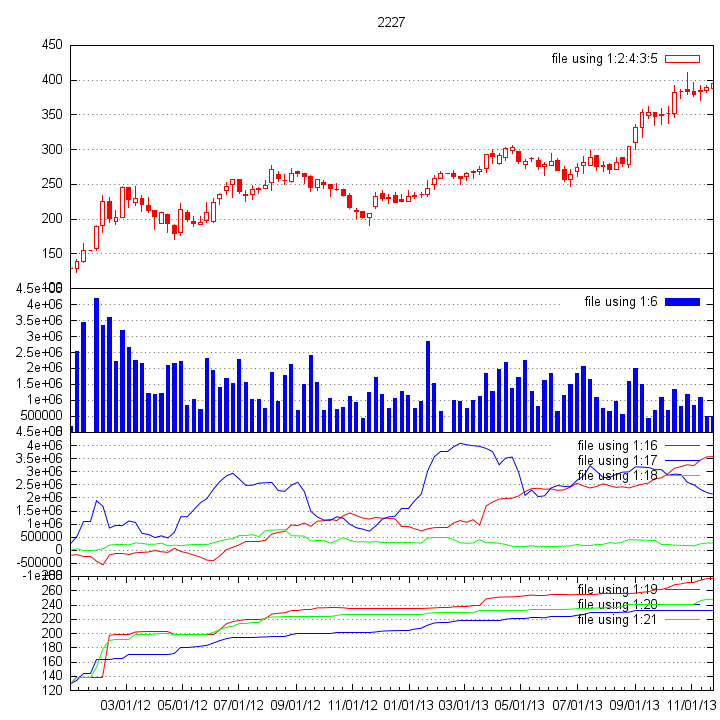 2227
450
file using 1:2:4:3:5
400
350
300
250
200
150
100
4.5e+06
file using 1:6
4e+06
3.5e+06
3e+06
2.5e+06
2e+06
1.5e+06
1e+06
500000
0
4.5e+06
4e+06
file using 1:16
3.5e+06
file using 1:17
3e+06
file using 1:18
2.5e+06
2e+06
1.5e+06
1e+06
500000
0
-500000
-1e+06
280
260
file using 1:19
240
file using 1:20
220
file using 1:21
200
180
160
140
120
03/01/12 05/01/12 07/01/12 09/01/12 11/01/12 01/01/13 03/01/13 05/01/13 07/01/13 09/01/13 11/01/13